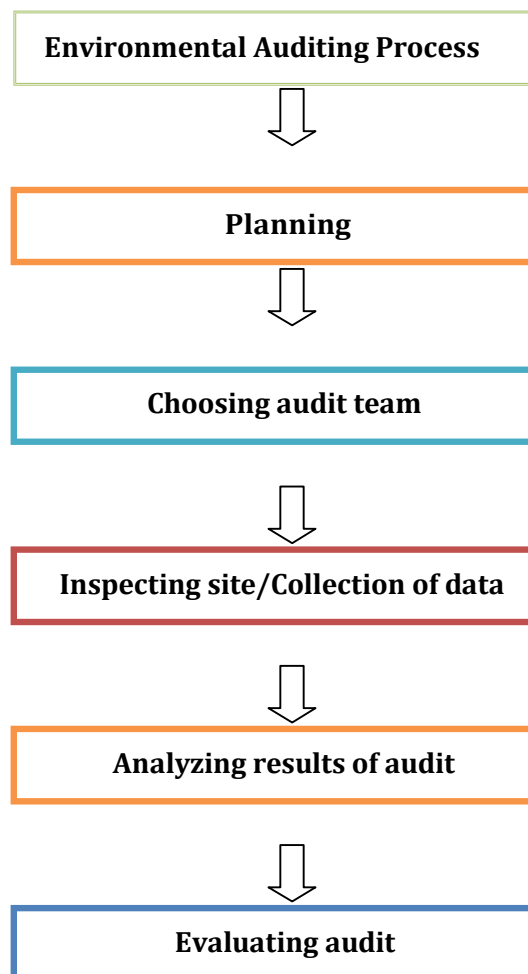 Environmental Auditing Process
Planning
Choosing audit team
Inspecting site/Collection of data
Analyzing results of audit
Evaluating audit